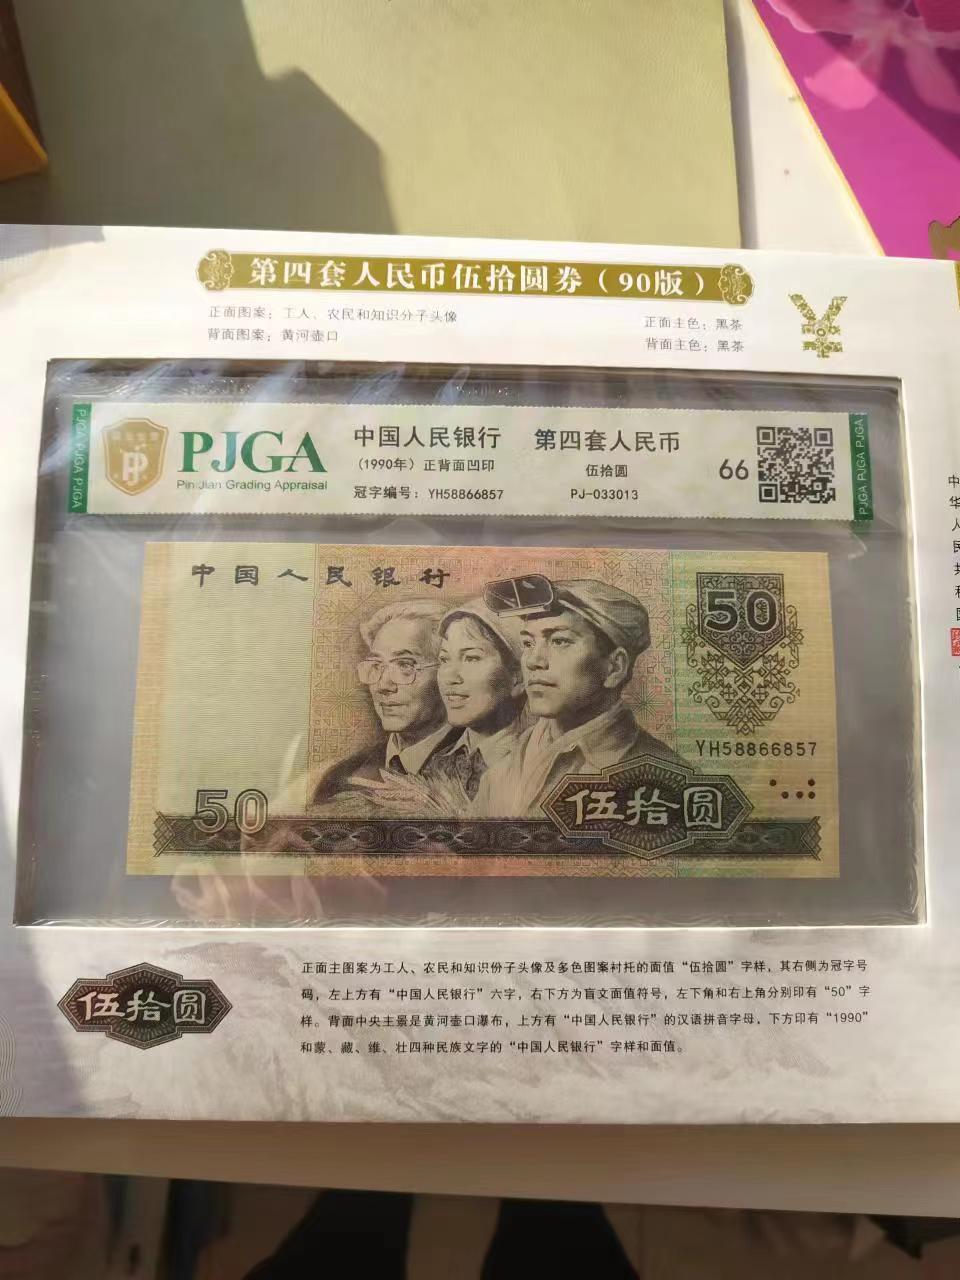 第四套人民币伍拾圆券（90版）
正面图案：工人、农民和知识分子头像
背面图案：黄河壶口
正面主色：黑茶
背面主色：黑茶
PJGA PJGA PJGA
PJGA
Pin Jian Grading Appraisal
中国人民银行
（1990年）正背面凹印
冠字编号：YH58866857
第四套人民币
伍拾圆
PJ-033013
66
PJGA PJGA PJGA
中国人民银行
50
YH58866857
50
伍拾圆
伍拾圆
正面主图案为工人、农民和知识份子头像及多色图案衬托的面值“伍拾圆”字样，其右侧为冠字号
码，左上方有“中国人民银行”六字，右下方为盲文面值符号，左下角和右上角分别印有“50”字
样。背面中央主景是黄河壶口瀑布，上方有“中国人民银行”的汉语拼音字母，下方印有“1990”
和蒙、藏、维、壮四种民族文字的“中国人民银行”字样和面值。
中
华
人
民